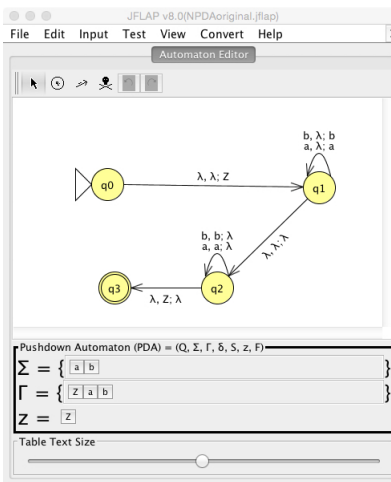 JFLAP v8.0(NPDAoriginal.jflap)
File Edit Input Test View Convert Help
Automaton Editor
b, λ; b
a, λ; a
q0
λ, λ; Z
q1
λ, λ; λ
b, b; λ
a, a; λ
q3
λ, Z; λ
q2
Pushdown Automaton (PDA) = (Q, Σ, Γ, δ, S, z, F)
Σ = { a b }
Γ = { Z a b }
z = Z
Table Text Size